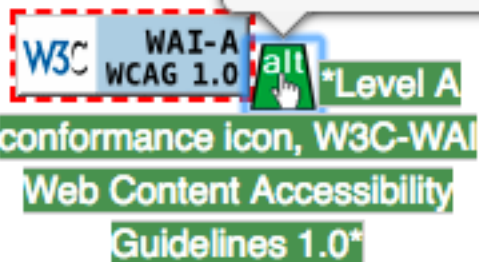 W3C WAI-A
WCAG 1.0
alt *Level A
conformance icon, W3C-WAI
Web Content Accessibility
Guidelines 1.0*